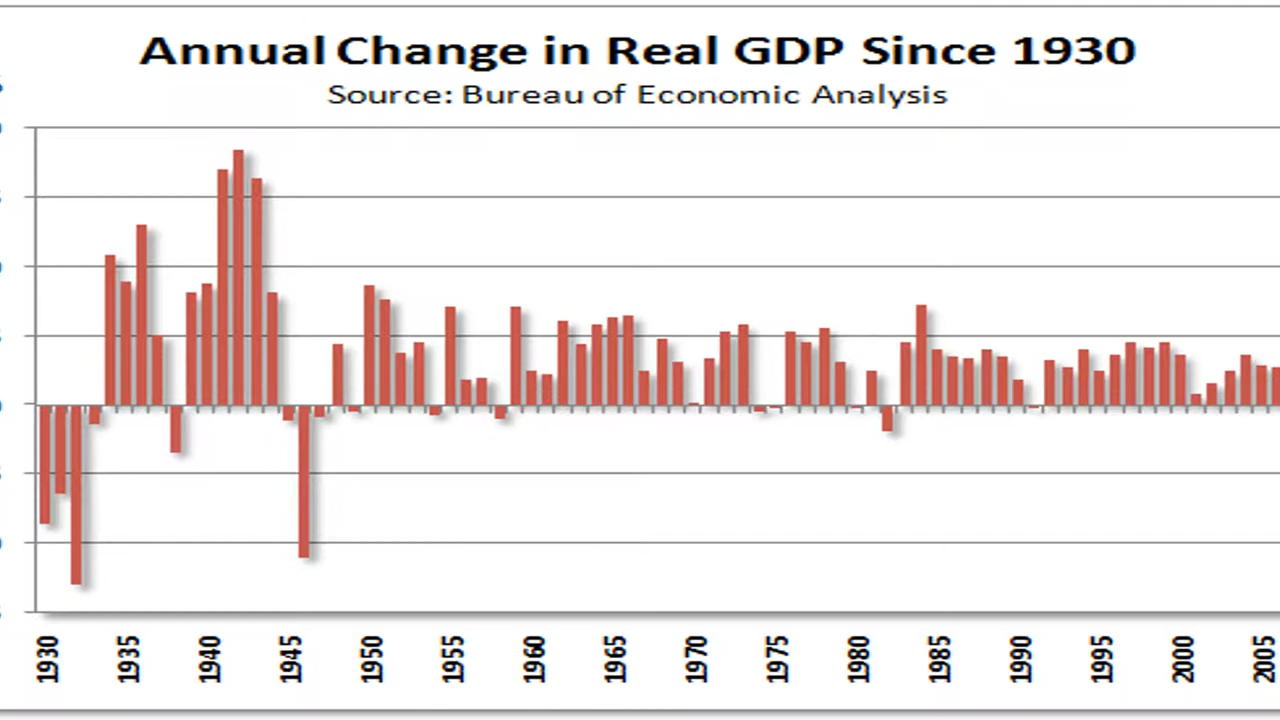 Annual Change in Real GDP Since 1930
Source: Bureau of Economic Analysis
1930 1935 1940 1945 1950 1955 1960 1965 1970 1975 1980 1985 1990 1995 2000 2005